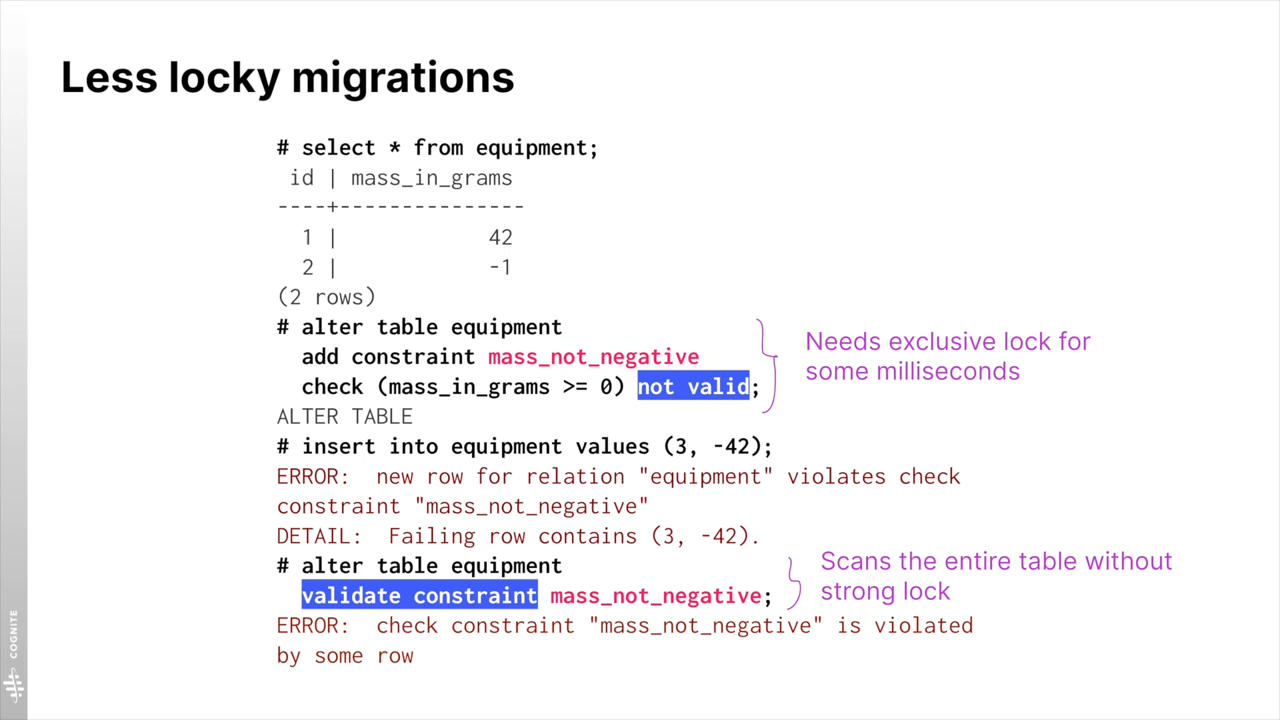 Less locky migrations
# select * from equipment;
id | mass_in_grams
----+---------------
1 | 42
2 | -1
(2 rows)
# alter table equipment
add constraint mass_not_negative
check (mass_in_grams >= 0) not valid;
Needs exclusive lock for
some milliseconds
ALTER TABLE
# insert into equipment values (3, -42);
ERROR:  new row for relation "equipment" violates check
constraint "mass_not_negative"
DETAIL:  Failing row contains (3, -42).
# alter table equipment
validate constraint mass_not_negative;
Scans the entire table without
strong lock
ERROR:  check constraint "mass_not_negative" is violated
by some row
COGNITE